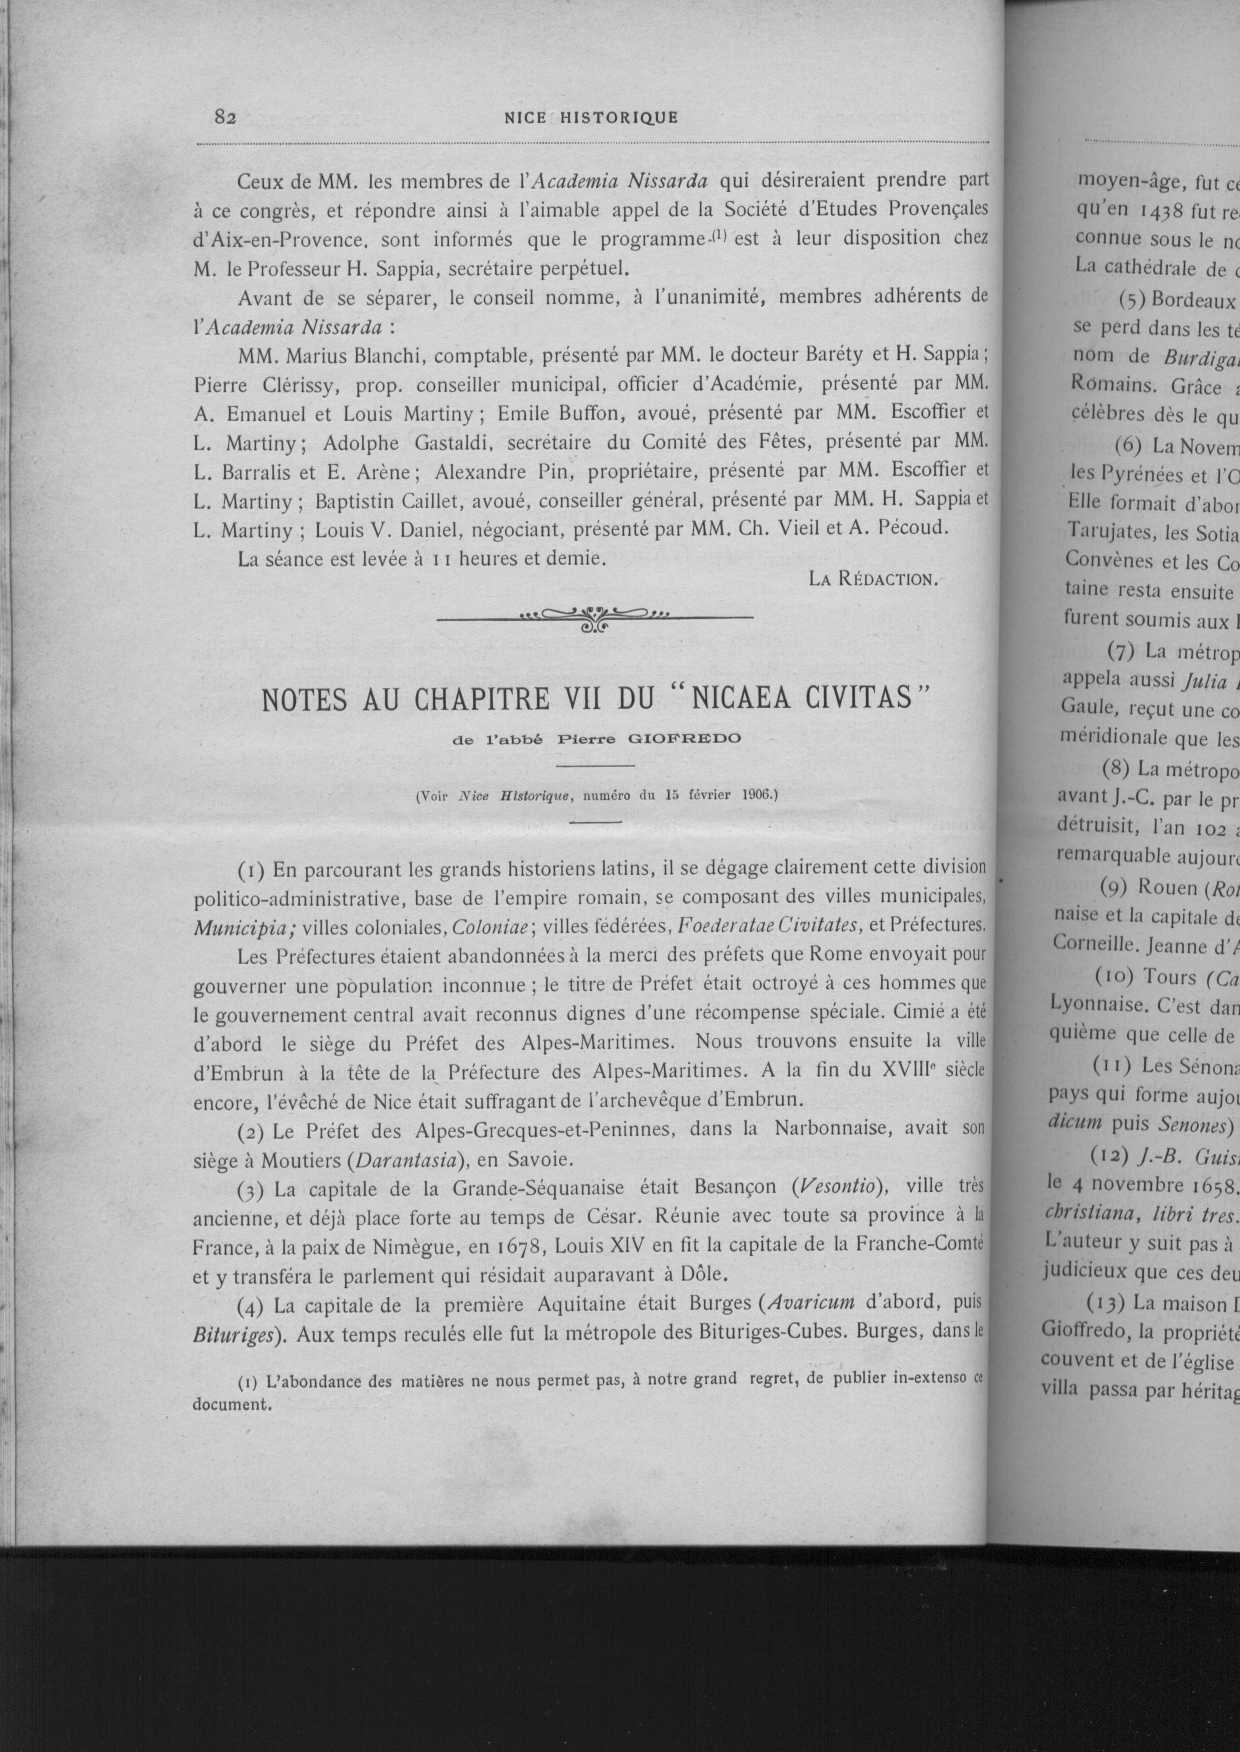 82
NICE HISTORIQUE
Ceux de MM. les membres de l'Academia Nissarda qui désireraient prendre part
à ce congrès, et répondre ainsi à l'aimable appel de la Société d'Etudes Provençales
d'Aix-en-Provence, sont informés que le programme (1) est à leur disposition chez
M. le Professeur H. Sappia, secrétaire perpétuel.
Avant de se séparer, le conseil nomme, à l'unanimité, membres adhérents de
l'Academia Nissarda :
MM. Marius Blanchi, comptable, présenté par MM. le docteur Baréty et H. Sappia ;
Pierre Clérissy, prop. conseiller municipal, officier d'Académie, présenté par MM.
A. Emanuel et Louis Martiny ; Emile Buffon, avoué, présenté par MM. Escoffier et
L. Martiny ; Adolphe Gastaldi, secrétaire du Comité des Fêtes, présenté par MM.
L. Barralis et E. Arène ; Alexandre Pin, propriétaire, présenté par MM. Escoffier et
L. Martiny ; Baptistin Caillet, avoué, conseiller général, présenté par MM. H. Sappia et
L. Martiny ; Louis V. Daniel, négociant, présenté par MM. Ch. Vieil et A. Pécoud.
La séance est levée à 11 heures et demie.
LA RÉDACTION.
NOTES AU CHAPITRE VII DU “ NICAEA CIVITAS ”
de l'abbé Pierre GIOFREDO
(Voir Nice Historique, numéro du 15 février 1906.)
(1) En parcourant les grands historiens latins, il se dégage clairement cette division
politico-administrative, base de l'empire romain, se composant des villes municipales,
Municipia ; villes coloniales, Coloniae ; villes fédérées, Foederatae Civitates, et Préfectures.
Les Préfectures étaient abandonnées à la merci des préfets que Rome envoyait pour
gouverner une population inconnue ; le titre de Préfet était octroyé à ces hommes que
le gouvernement central avait reconnus dignes d'une récompense spéciale. Cimié a été
d'abord le siège du Préfet des Alpes-Maritimes. Nous trouvons ensuite la ville
d'Embrun à la tête de la Préfecture des Alpes-Maritimes. A la fin du XVIIIe siècle
encore, l'évêché de Nice était suffragant de l'archevêque d'Embrun.
(2) Le Préfet des Alpes-Grecques-et-Peninnes, dans la Narbonnaise, avait son
siège à Moutiers (Darantasia), en Savoie.
(3) La capitale de la Grande-Séquanaise était Besançon (Vesontio), ville très
ancienne, et déjà place forte au temps de César. Réunie avec toute sa province à la
France, à la paix de Nimègue, en 1678, Louis XIV en fit la capitale de la Franche-Comté
et y transféra le parlement qui résidait auparavant à Dôle.
(4) La capitale de la première Aquitaine était Burges (Avaricum d'abord, puis
Bituriges). Aux temps reculés elle fut la métropole des Bituriges-Cubes. Burges, dans le
(1) L'abondance des matières ne nous permet pas, à notre grand regret, de publier in-extenso ce
document.
moyen-âge, fut
qu'en 1438 fut
connue sous le
La cathédrale de
(5) Bordeaux
se perd dans les
nom de
Romains. Grâce
célèbres dès le
(6) La
les Pyrénées et
Elle formait
Tarujates, les
Convènes et les
taine resta ensuite
furent soumis aux
(7) La
appela aussi Julia
Gaule, reçut une
méridionale que les
(8) La
avant J.-C. par le
détruisit, l'an 102
remarquable
(9) Rouen
naise et la capitale
Corneille. Jeanne
(10) Tours
Lyonnaise. C'est
quième que celle de
(11) Les
pays qui forme
dicum puis Senones)
(12) J.-B.
le 4 novembre 1658.
christiana, libri tres.
L'auteur y suit pas à
judicieux que ces
(13) La maison
Gioffredo, la
couvent et de l'église
villa passa par